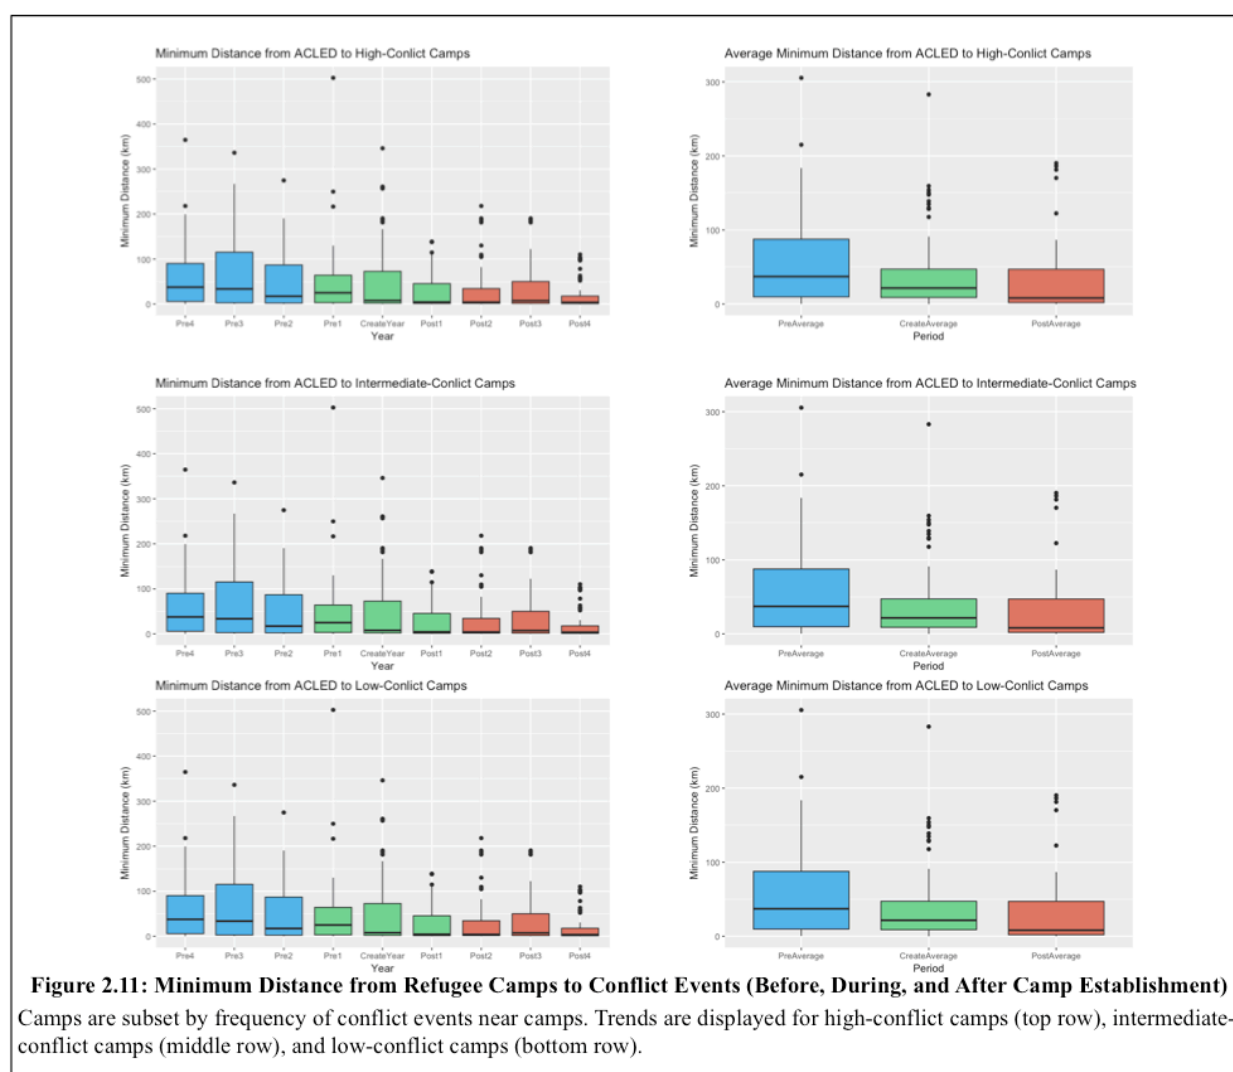 Minimum Distance from ACLED to High-Conlict Camps
Minimum Distance (km)
500
400
300
200
100
0
Pre4 Pre3 Pre2 Pre1 CreateYear Post1 Post2 Post3 Post4
Year
Average Minimum Distance from ACLED to High-Conlict Camps
Minimum Distance (km)
300
200
100
0
PreAverage CreateAverage PostAverage
Period
Minimum Distance from ACLED to Intermediate-Conlict Camps
Minimum Distance (km)
500
400
300
200
100
0
Pre4 Pre3 Pre2 Pre1 CreateYear Post1 Post2 Post3 Post4
Year
Average Minimum Distance from ACLED to Intermediate-Conlict Camps
Minimum Distance (km)
300
200
100
0
PreAverage CreateAverage PostAverage
Period
Minimum Distance from ACLED to Low-Conlict Camps
Minimum Distance (km)
500
400
300
200
100
0
Pre4 Pre3 Pre2 Pre1 CreateYear Post1 Post2 Post3 Post4
Year
Average Minimum Distance from ACLED to Low-Conlict Camps
Minimum Distance (km)
300
200
100
0
PreAverage CreateAverage PostAverage
Period
Figure 2.11: Minimum Distance from Refugee Camps to Conflict Events (Before, During, and After Camp Establishment)
Camps are subset by frequency of conflict events near camps. Trends are displayed for high-conflict camps (top row), intermediate-
conflict camps (middle row), and low-conflict camps (bottom row).